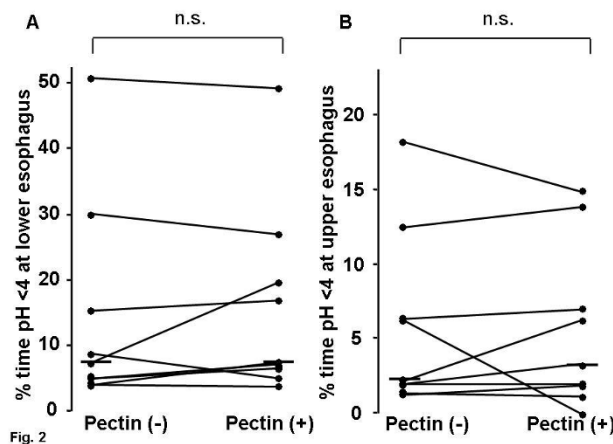 A
n.s.
% time pH <4 at lower esophagus
50
40
30
20
10
0
Pectin (-)
Pectin (+)
Fig. 2
B
n.s.
% time pH <4 at upper esophagus
20
15
10
5
0
Pectin (-)
Pectin (+)